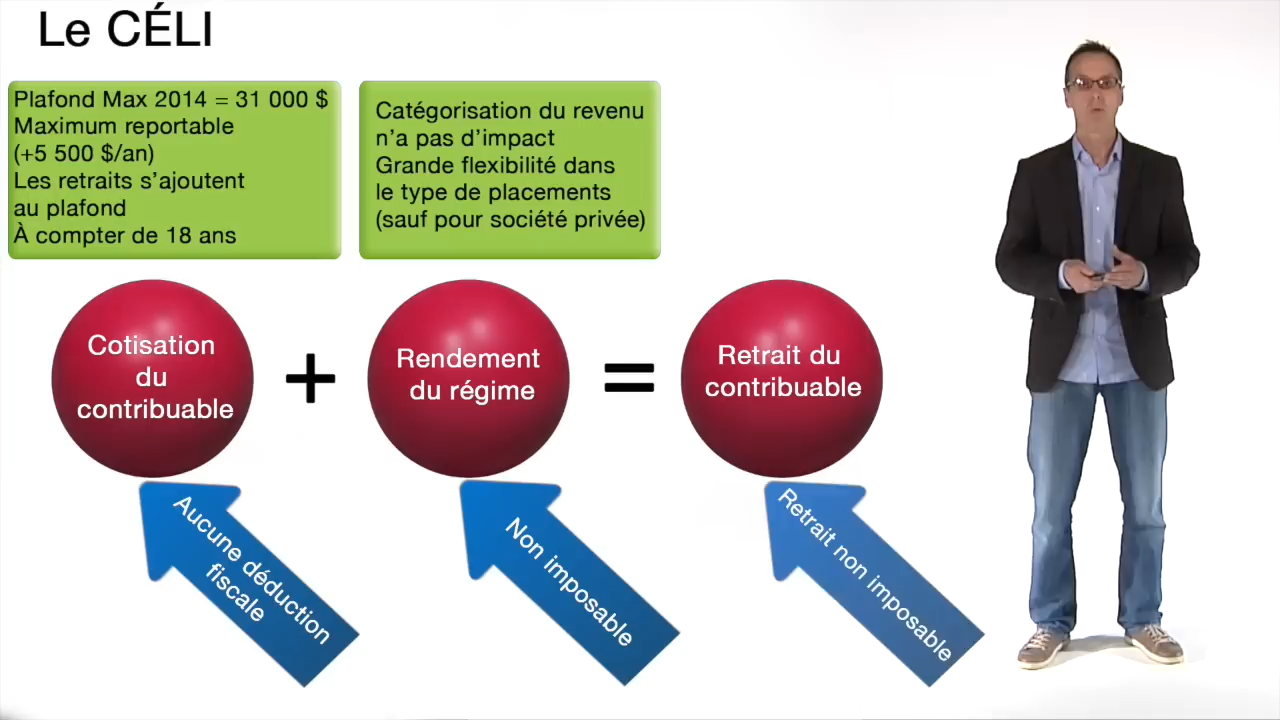 Le CÉLI
Plafond Max 2014 = 31 000 $
Maximum reportable
(+5 500 $/an)
Les retraits s'ajoutent
au plafond
À compter de 18 ans
Catégorisation du revenu
n'a pas d'impact
Grande flexibilité dans
le type de placements
(sauf pour société privée)
Cotisation
du
contribuable
+
Rendement
du régime
=
Retrait du
contribuable
Aucune déduction
fiscale
Non imposable
Retrait non imposable